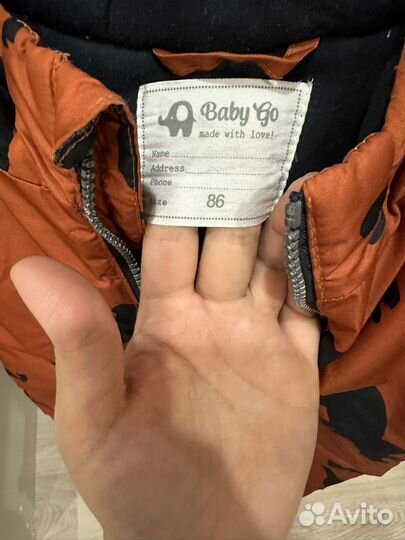 Baby Go
made with love!
Name
Address
Phone
Size 86
Avito